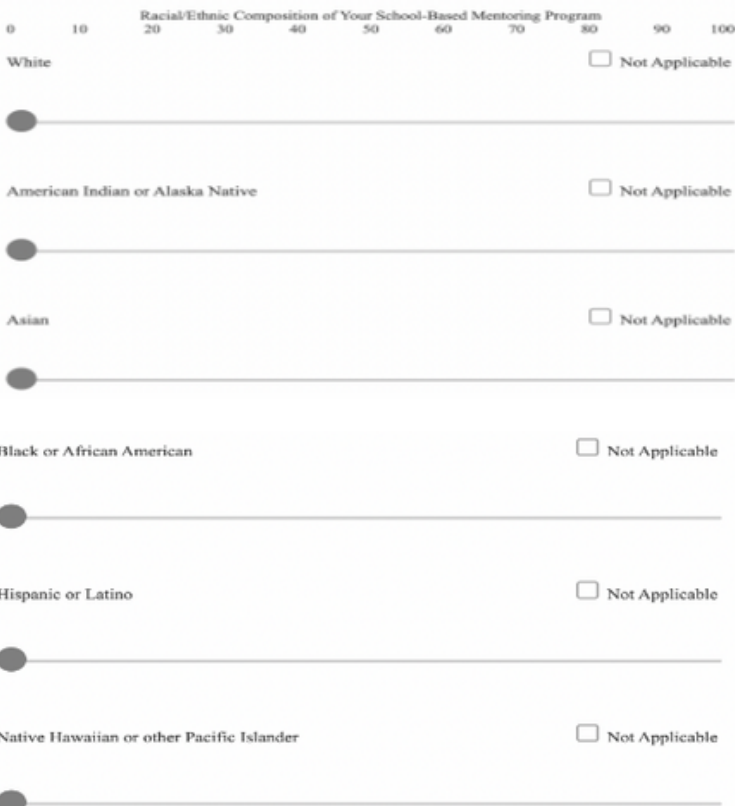 Racial/Ethnic Composition of Your School-Based Mentoring Program
0 10 20 30 40 50 60 70 80 90 100
White Not Applicable
American Indian or Alaska Native Not Applicable
Asian Not Applicable
Black or African American Not Applicable
Hispanic or Latino Not Applicable
Native Hawaiian or other Pacific Islander Not Applicable